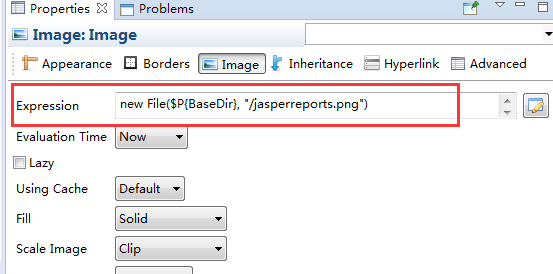 Properties Problems
Image: Image
Appearance Borders Image Inheritance Hyperlink Advanced
Expression new File($P{BaseDir}, "/jasperreports.png")
Evaluation Time Now
Lazy
Using Cache Default
Fill Solid
Scale Image Clip